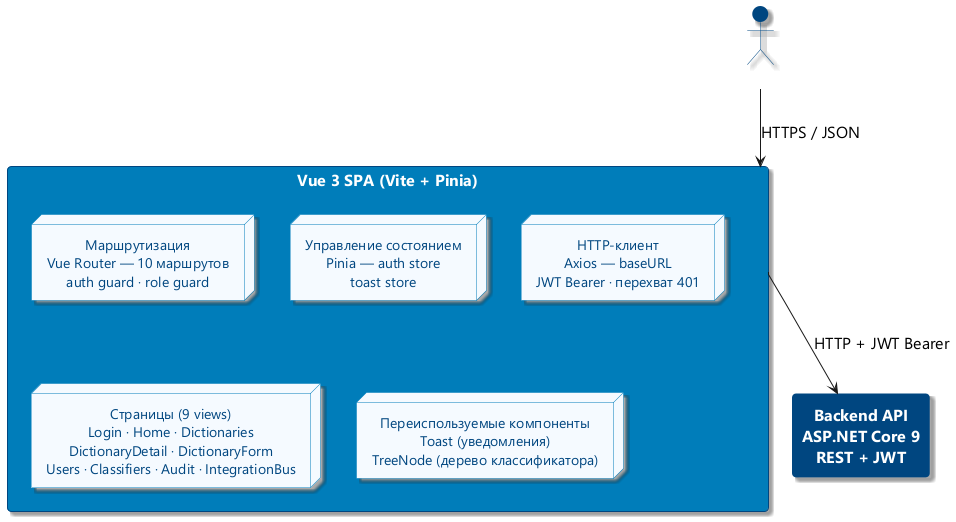 HTTPS / JSON
Vue 3 SPA (Vite + Pinia)
Маршрутизация
Vue Router — 10 маршрутов
auth guard · role guard
Управление состоянием
Pinia — auth store
toast store
HTTP-клиент
Axios — baseURL
JWT Bearer · перехват 401
HTTP + JWT Bearer
Страницы (9 views)
Login · Home · Dictionaries
DictionaryDetail · DictionaryForm
Users · Classifiers · Audit · IntegrationBus
Переиспользуемые компоненты
Toast (уведомления)
TreeNode (дерево классификатора)
Backend API
ASP.NET Core 9
REST + JWT